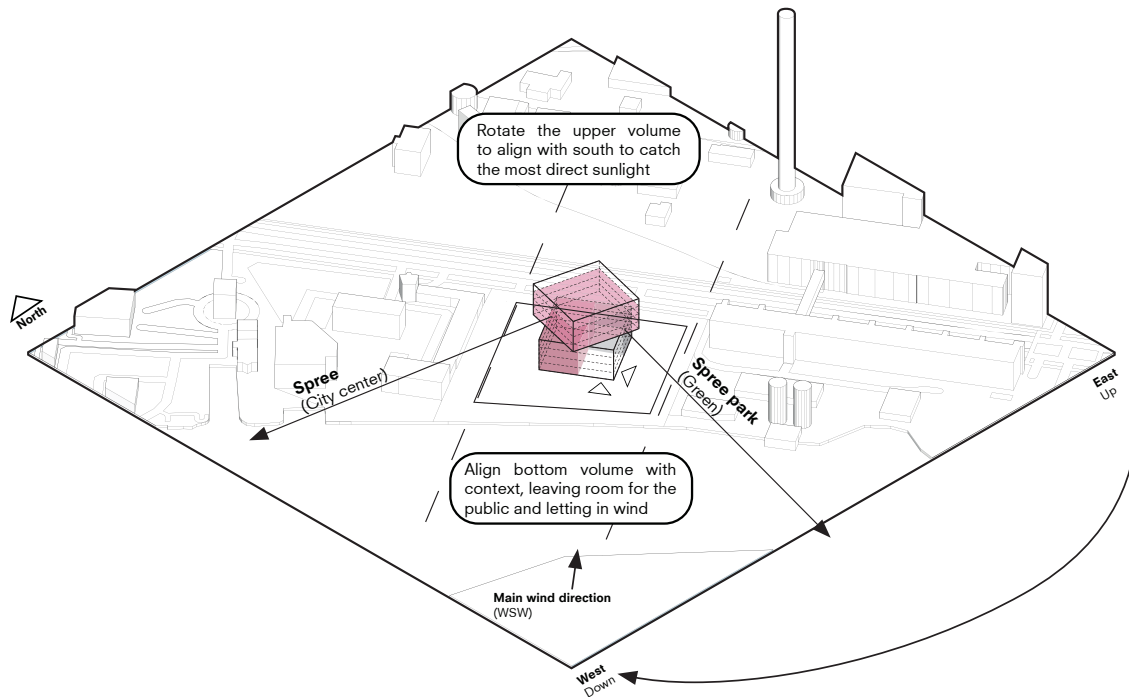 Rotate the upper volume
to align with south to catch
the most direct sunlight
North
Spree
(City center)
Spree park
(Green)
East
Up
Align bottom volume with
context, leaving room for the
public and letting in wind
Main wind direction
(WSW)
West
Down